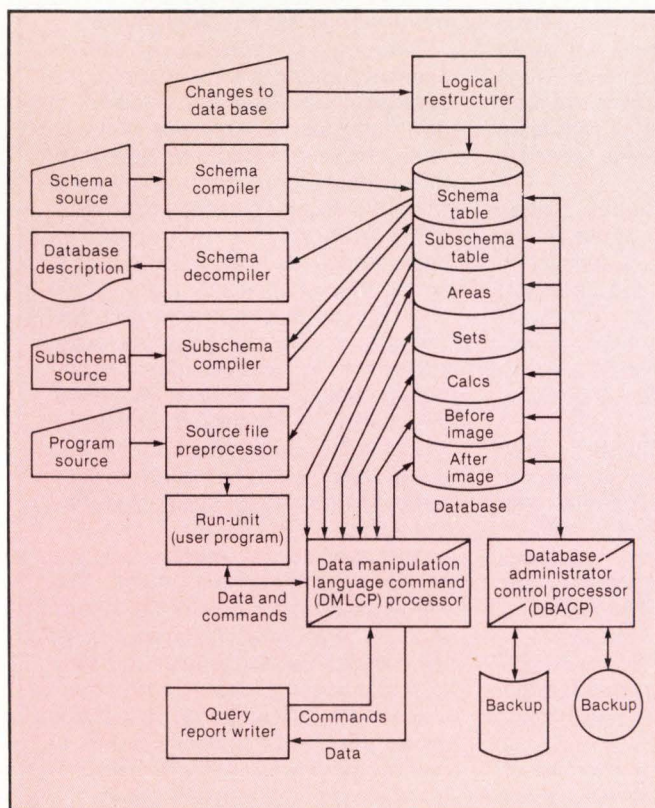 Changes to
data base
Logical
restructurer
Schema
source
Schema
compiler
Schema
table
Database
description
Schema
decompiler
Subschema
table
Areas
Subschema
source
Subschema
compiler
Sets
Calcs
Program
source
Source file
preprocessor
Before
image
After
image
Database
Run-unit
(user program)
Data and
commands
Data manipulation
language command
(DMLCP) processor
Database
administrator
control processor
(DBACP)
Query
report writer
Commands
Data
Backup
Backup